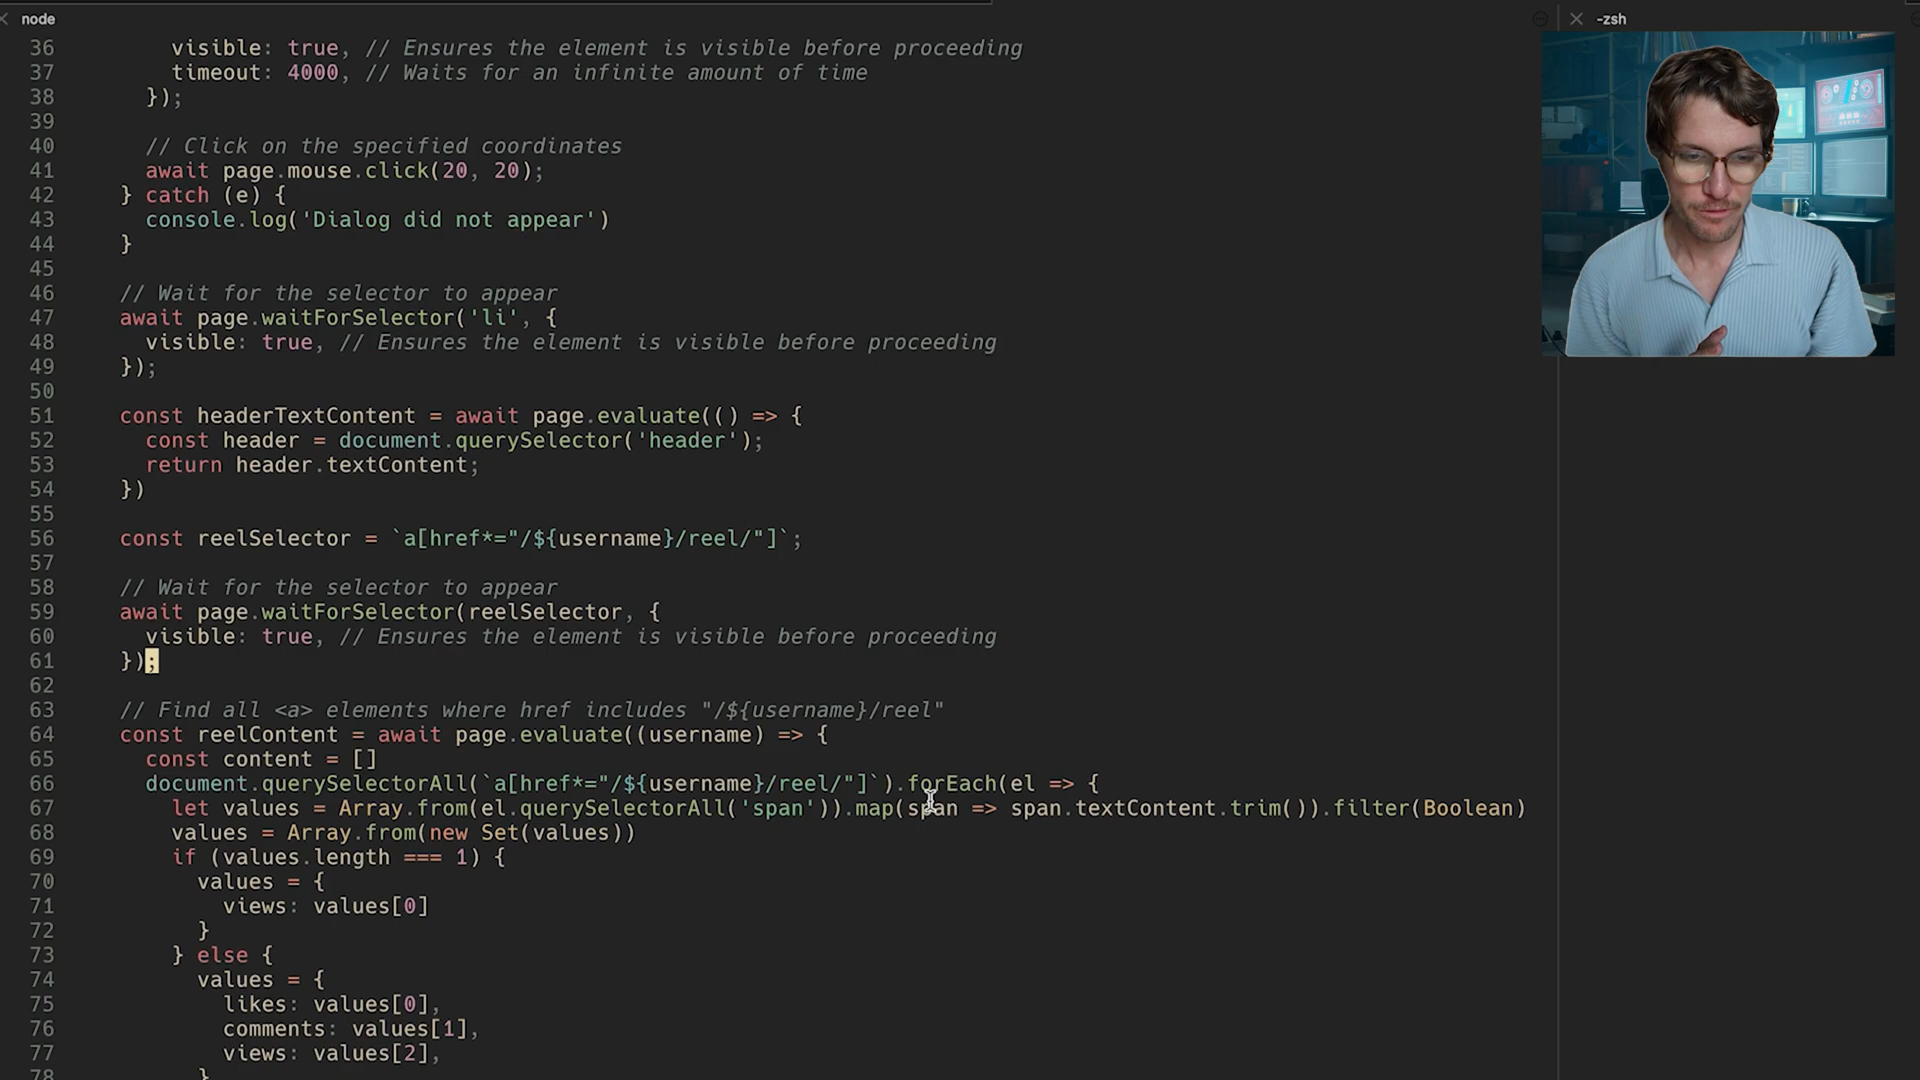 node
-zsh
36 visible: true, // Ensures the element is visible before proceeding
37 timeout: 4000, // Waits for an infinite amount of time
38 });
39
40 // Click on the specified coordinates
41 await page.mouse.click(20, 20);
42 } catch (e) {
43 console.log('Dialog did not appear')
44 }
45
46 // Wait for the selector to appear
47 await page.waitForSelector('li', {
48 visible: true, // Ensures the element is visible before proceeding
49 });
50
51 const headerTextContent = await page.evaluate(() => {
52 const header = document.querySelector('header');
53 return header.textContent;
54 })
55
56 const reelSelector = `a[href*="/${username}/reel/"]`;
57
58 // Wait for the selector to appear
59 await page.waitForSelector(reelSelector, {
60 visible: true, // Ensures the element is visible before proceeding
61 });
62
63 // Find all <a> elements where href includes "/${username}/reel"
64 const reelContent = await page.evaluate((username) => {
65 const content = []
66 document.querySelectorAll(`a[href*="/${username}/reel/"]`).forEach(el => {
67 let values = Array.from(el.querySelectorAll('span')).map(span => span.textContent.trim()).filter(Boolean)
68 values = Array.from(new Set(values))
69 if (values.length === 1) {
70 values = {
71 views: values[0]
72 }
73 } else {
74 values = {
75 likes: values[0],
76 comments: values[1],
77 views: values[2],
78 }